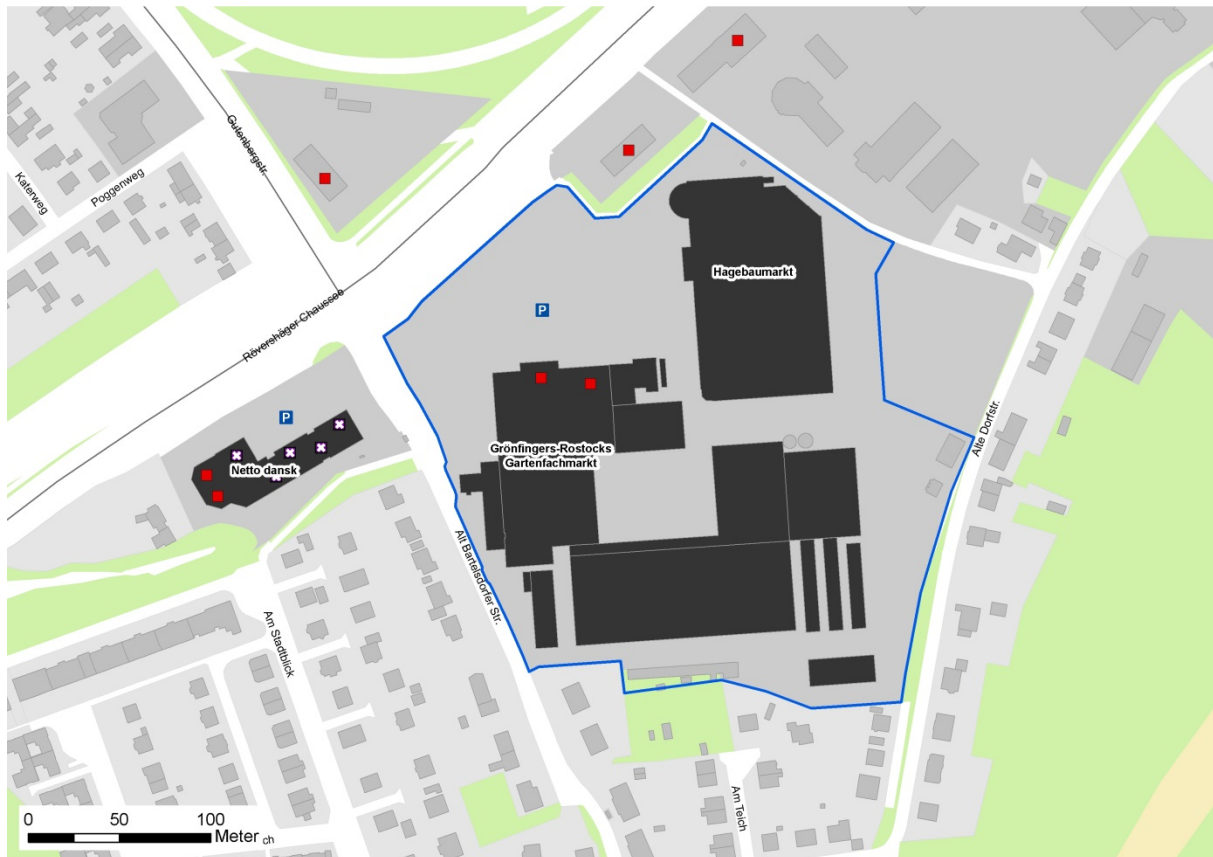 Gutenbergstr.
Katerweg
Poggenweg
P
Hagebaumarkt
Rövershäger Chaussee
P
Grönfingers-Rostocks
Gartenfachmarkt
Netto dansk
Alte Dorfstr.
Alt Bartelsdorfer Str.
Am Stadtblick
Am Teich
0 50 100
Meter ch